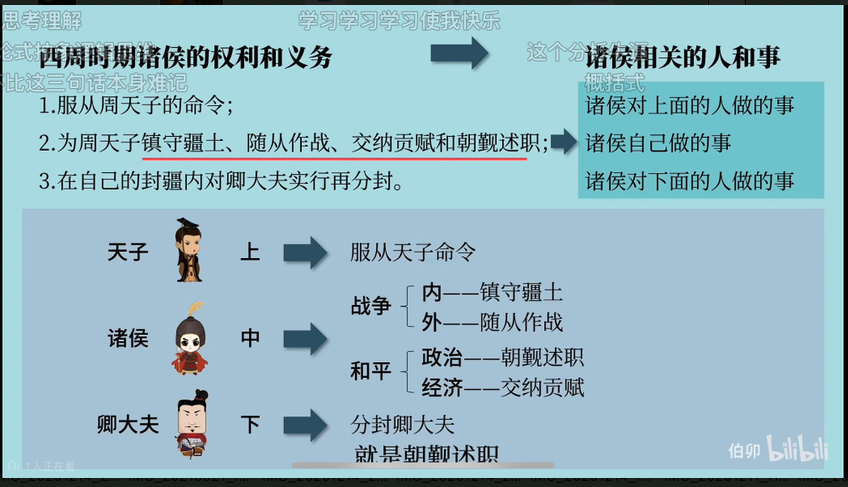 思考理解
学习学习学习使我快乐
西周时期诸侯的权利和义务
诸侯相关的人和事
这个分
比这三句话本身难记
概括式
1.服从周天子的命令；
诸侯对上面的人做的事
2.为周天子镇守疆土、随从作战、交纳贡赋和朝觐述职；
诸侯自己做的事
3.在自己的封疆内对卿大夫实行再分封。
诸侯对下面的人做的事
天子 上 服从天子命令
诸侯 中
战争
内——镇守疆土
外——随从作战
和平
政治——朝觐述职
经济——交纳贡赋
卿大夫 下 分封卿大夫
就是朝觐述职
伯卯 bilibili
1人正在看